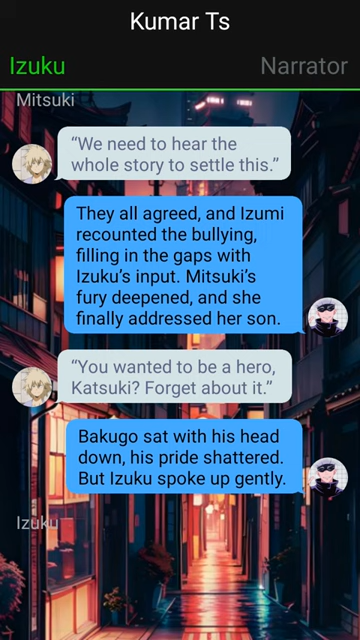 Kumar Ts
Izuku Narrator
Mitsuki
“We need to hear the
whole story to settle this.”
They all agreed, and Izumi
recounted the bullying,
filling in the gaps with
Izuku’s input. Mitsuki’s
fury deepened, and she
finally addressed her son.
“You wanted to be a hero,
Katsuki? Forget about it.”
Bakugo sat with his head
down, his pride shattered.
But Izuku spoke up gently.
Izuku